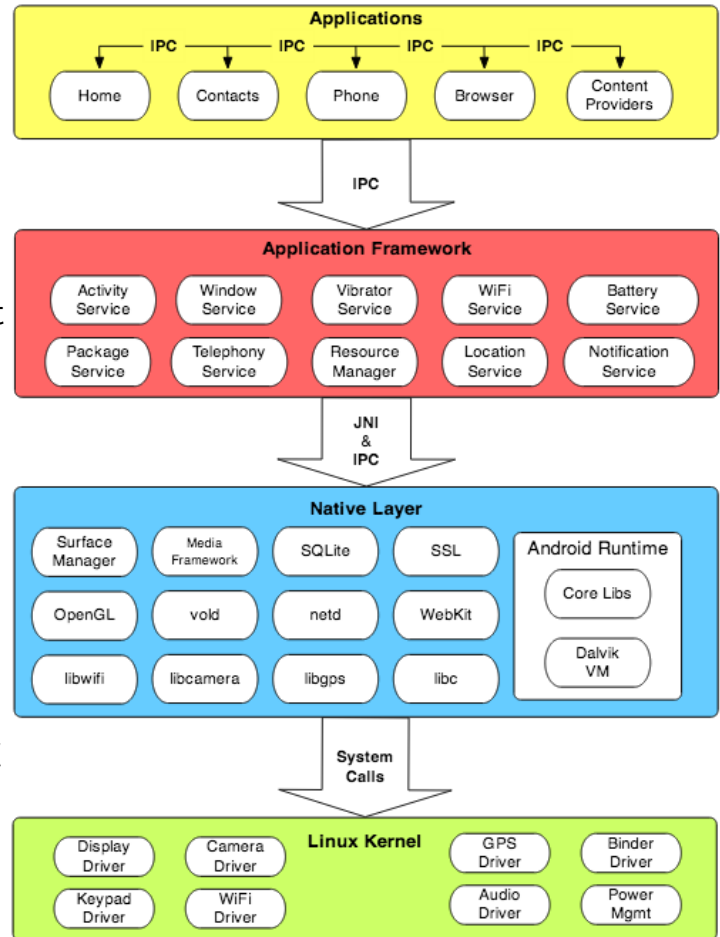 Applications
IPC IPC IPC IPC
Home Contacts Phone Browser Content
Providers
IPC
Application Framework
Activity
Service
Window
Service
Vibrator
Service
WiFi
Service
Battery
Service
Package
Service
Telephony
Service
Resource
Manager
Location
Service
Notification
Service
JNI
&
IPC
Native Layer
Surface
Manager
Media
Framework
SQLite
SSL
OpenGL
vold
netd
WebKit
libwifi
libcamera
libgps
libc
Android Runtime
Core Libs
Dalvik
VM
System
Calls
Linux Kernel
Display
Driver
Camera
Driver
GPS
Driver
Binder
Driver
Keypad
Driver
WiFi
Driver
Audio
Driver
Power
Mgmt